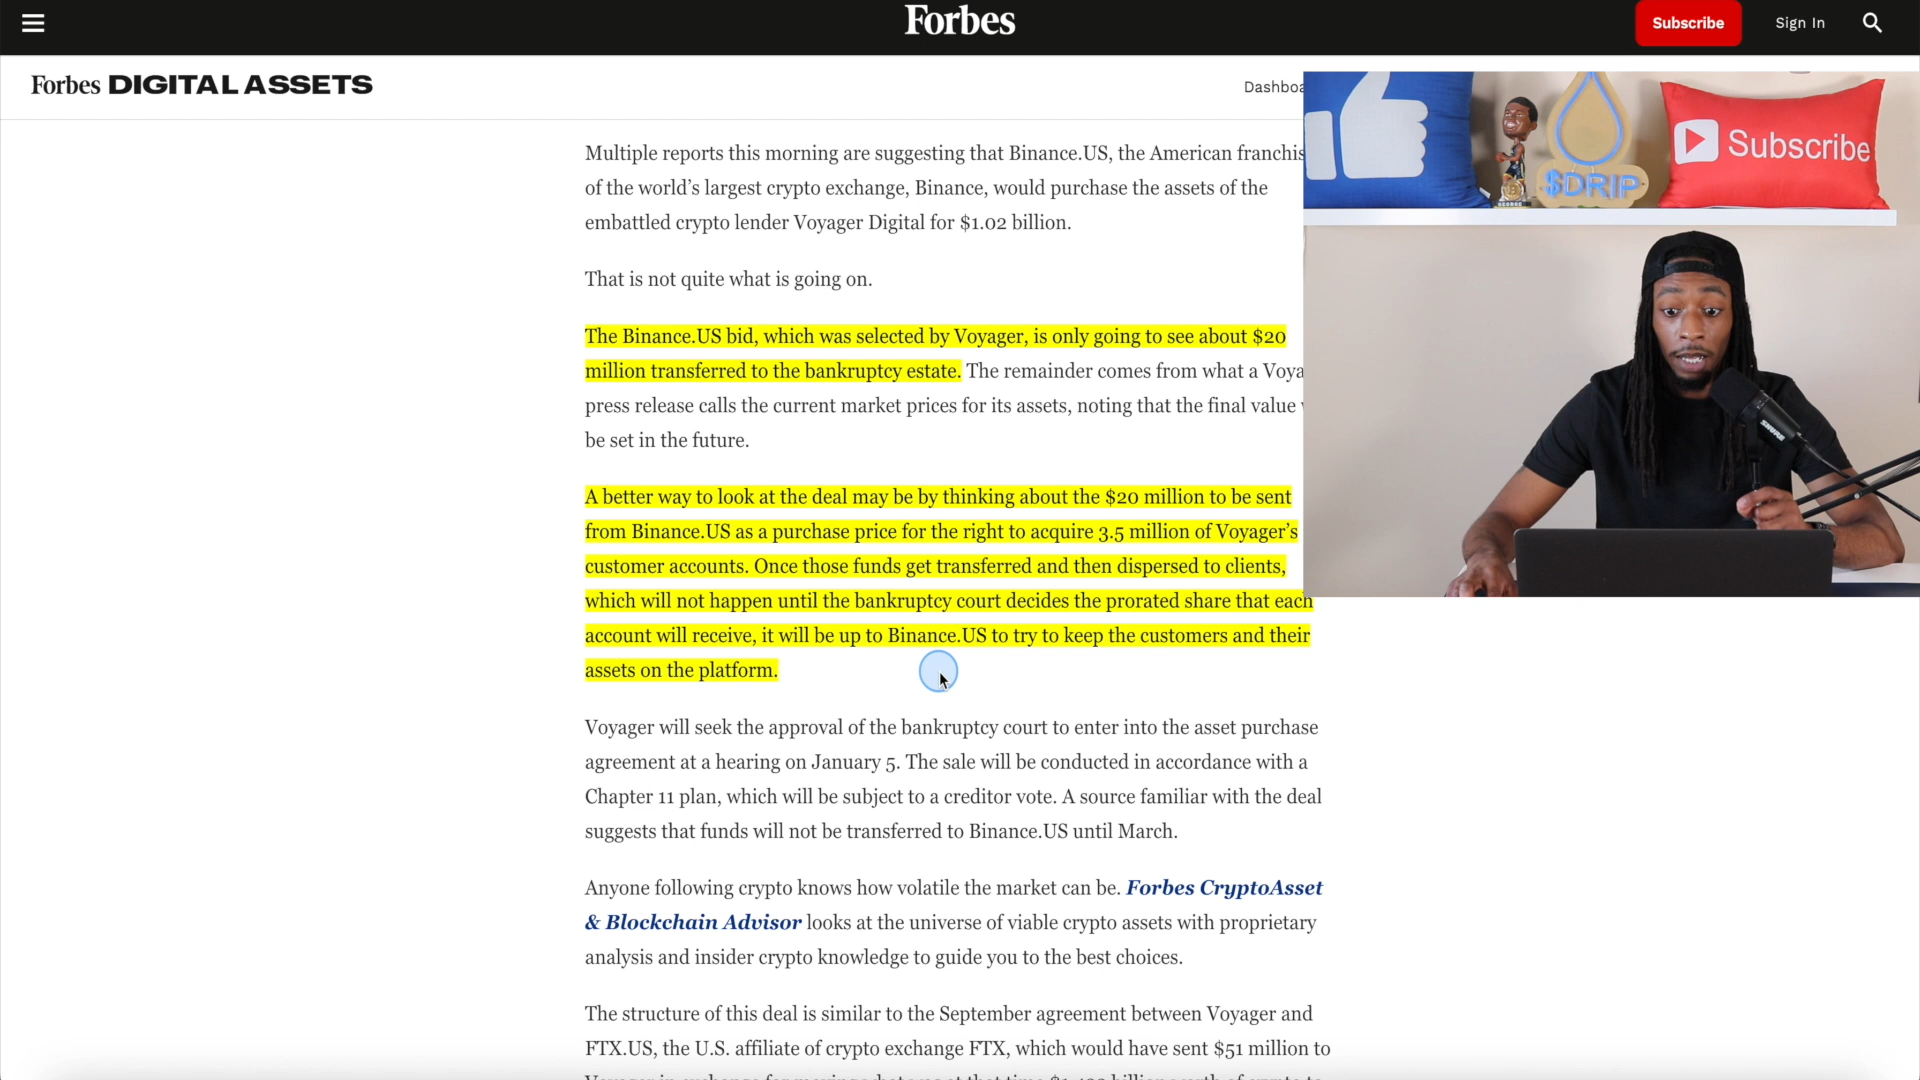 Forbes
Subscribe
Sign In
Forbes DIGITAL ASSETS
Subscribe
$DRIP
Multiple reports this morning are suggesting that Binance.US, the American
of the world’s largest crypto exchange, Binance, would purchase the assets of the
embattled crypto lender Voyager Digital for $1.02 billion.
That is not quite what is going on.
The Binance.US bid, which was selected by Voyager, is only going to see about $20
million transferred to the bankruptcy estate. The remainder comes from what a
press release calls the current market prices for its assets, noting that the final value
be set in the future.
SHURE
A better way to look at the deal may be by thinking about the $20 million to be sent
from Binance.US as a purchase price for the right to acquire 3.5 million of Voyager’s
customer accounts. Once those funds get transferred and then dispersed to clients,
which will not happen until the bankruptcy court decides the prorated share that each
account will receive, it will be up to Binance.US to try to keep the customers and their
assets on the platform.
Voyager will seek the approval of the bankruptcy court to enter into the asset purchase
agreement at a hearing on January 5. The sale will be conducted in accordance with a
Chapter 11 plan, which will be subject to a creditor vote. A source familiar with the deal
suggests that funds will not be transferred to Binance.US until March.
Anyone following crypto knows how volatile the market can be. Forbes CryptoAsset
& Blockchain Advisor looks at the universe of viable crypto assets with proprietary
analysis and insider crypto knowledge to guide you to the best choices.
The structure of this deal is similar to the September agreement between Voyager and
FTX.US, the U.S. affiliate of crypto exchange FTX, which would have sent $51 million to